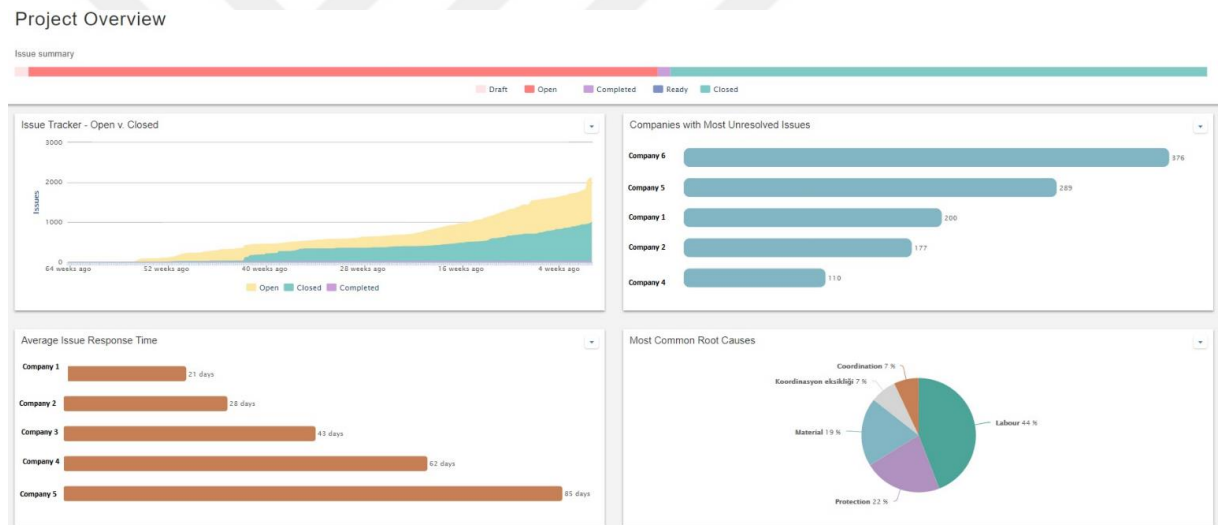 Project Overview
Issue summary
Draft Open Completed Ready Closed
Issue Tracker - Open v. Closed
3000
2000
1000
0
Issues
64 weeks ago 52 weeks ago 40 weeks ago 28 weeks ago 16 weeks ago 4 weeks ago
Open Closed Completed
Companies with Most Unresolved Issues
Company 6 376
Company 5 289
Company 1 200
Company 2 177
Company 4 110
Average Issue Response Time
Company 1 21 days
Company 2 28 days
Company 3 43 days
Company 4 62 days
Company 5 85 days
Most Common Root Causes
Coordination 7 %
Koordinasyon eksikliği 7 %
Labour 44 %
Material 19 %
Protection 22 %